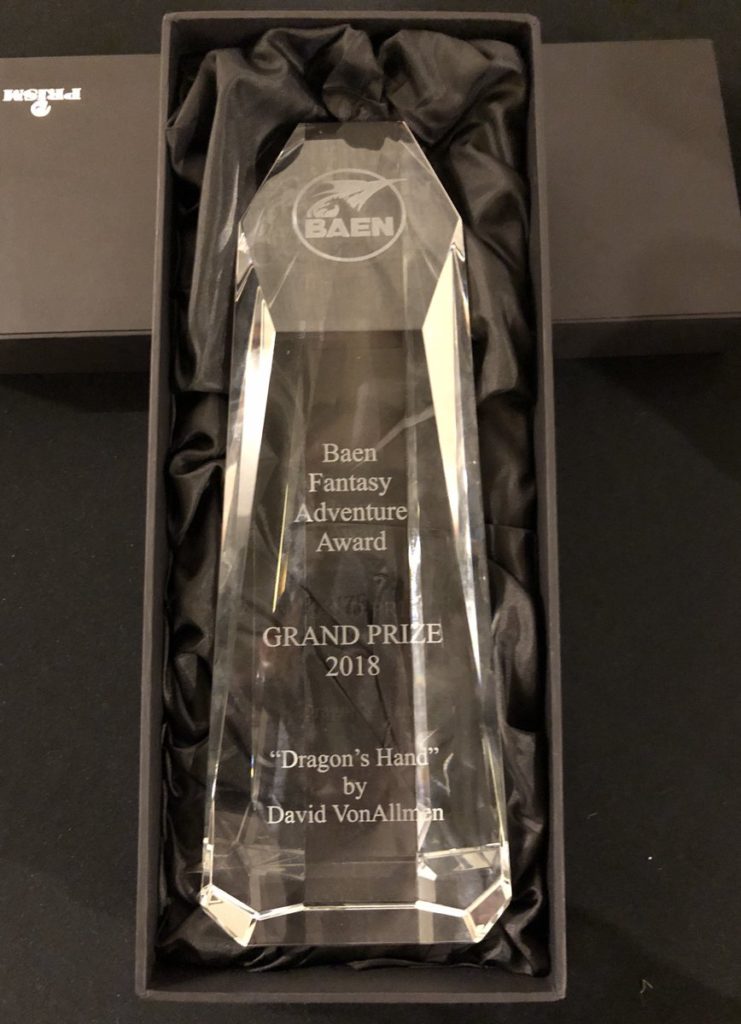 PRISM
BAEN
Baen
Fantasy
Adventure
Award
GRAND PRIZE
2018
“Dragon’s Hand”
by
David VonAllmen